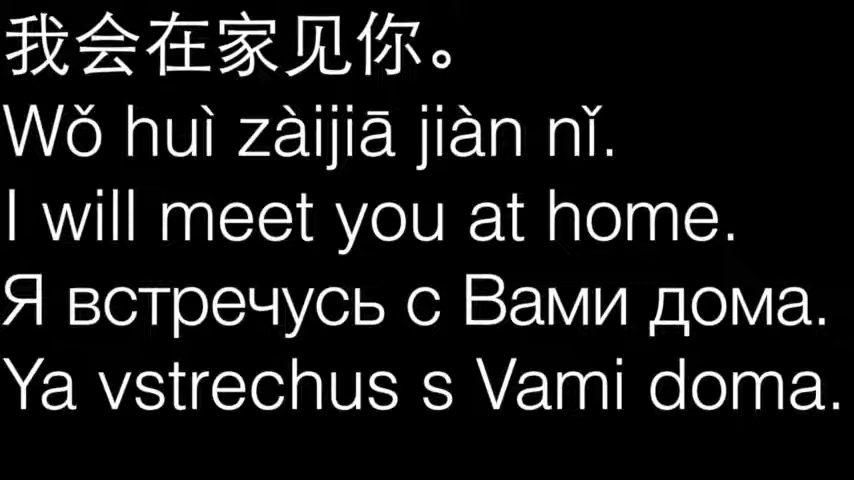 我会在家见你。
Wǒ huì zàijiā jiàn nǐ.
I will meet you at home.
Я встречусь с Вами дома.
Ya vstrechus s Vami doma.